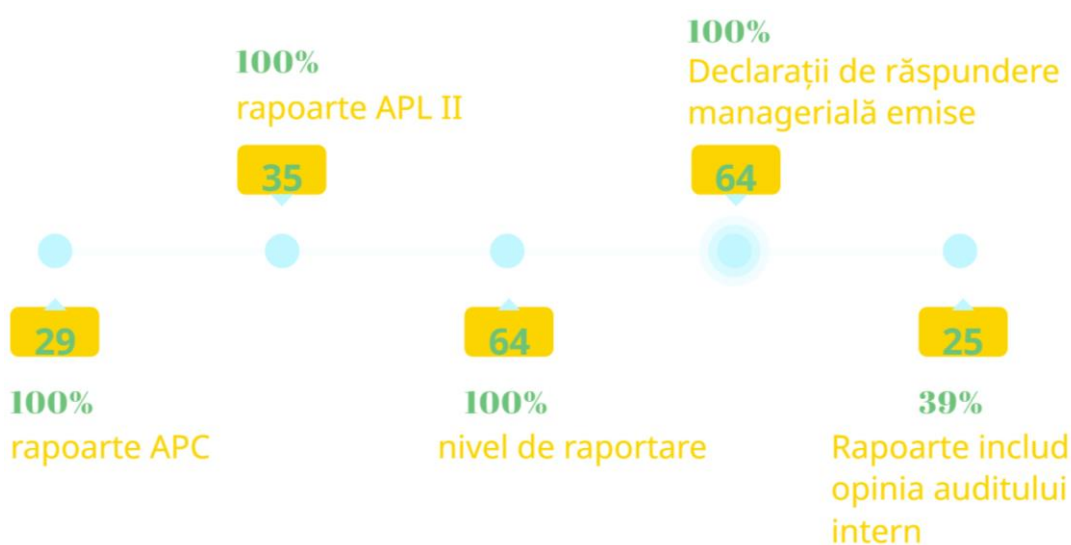 29
100%
rapoarte APC
100%
rapoarte APL II
35
64
100%
nivel de raportare
100%
Declarații de răspundere
managerială emise
64
25
39%
Rapoarte includ
opinia auditului
intern